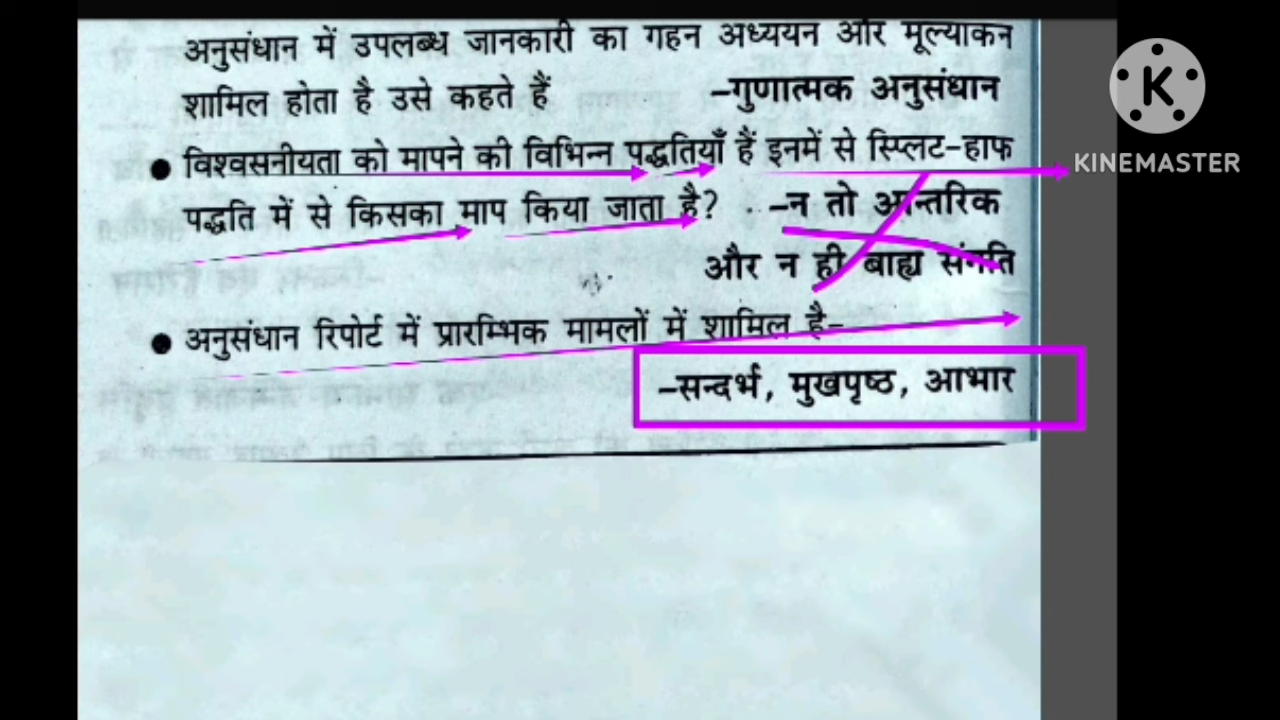 अनुसंधान में उपलब्ध जानकारी का गहन अध्ययन और मूल्याकन
शामिल होता है उसे कहते हैं –गुणात्मक अनुसंधान
● विश्वसनीयता को मापने की विभिन्न पद्धतियाँ हैं इनमें से स्प्लिट-हाफ
पद्धति में से किसका माप किया जाता है? –न तो आन्तरिक
और न ही बाह्य संगति
● अनुसंधान रिपोर्ट में प्रारम्भिक मामलों में शामिल है–
–सन्दर्भ, मुखपृष्ठ, आभार
K
KINEMASTER